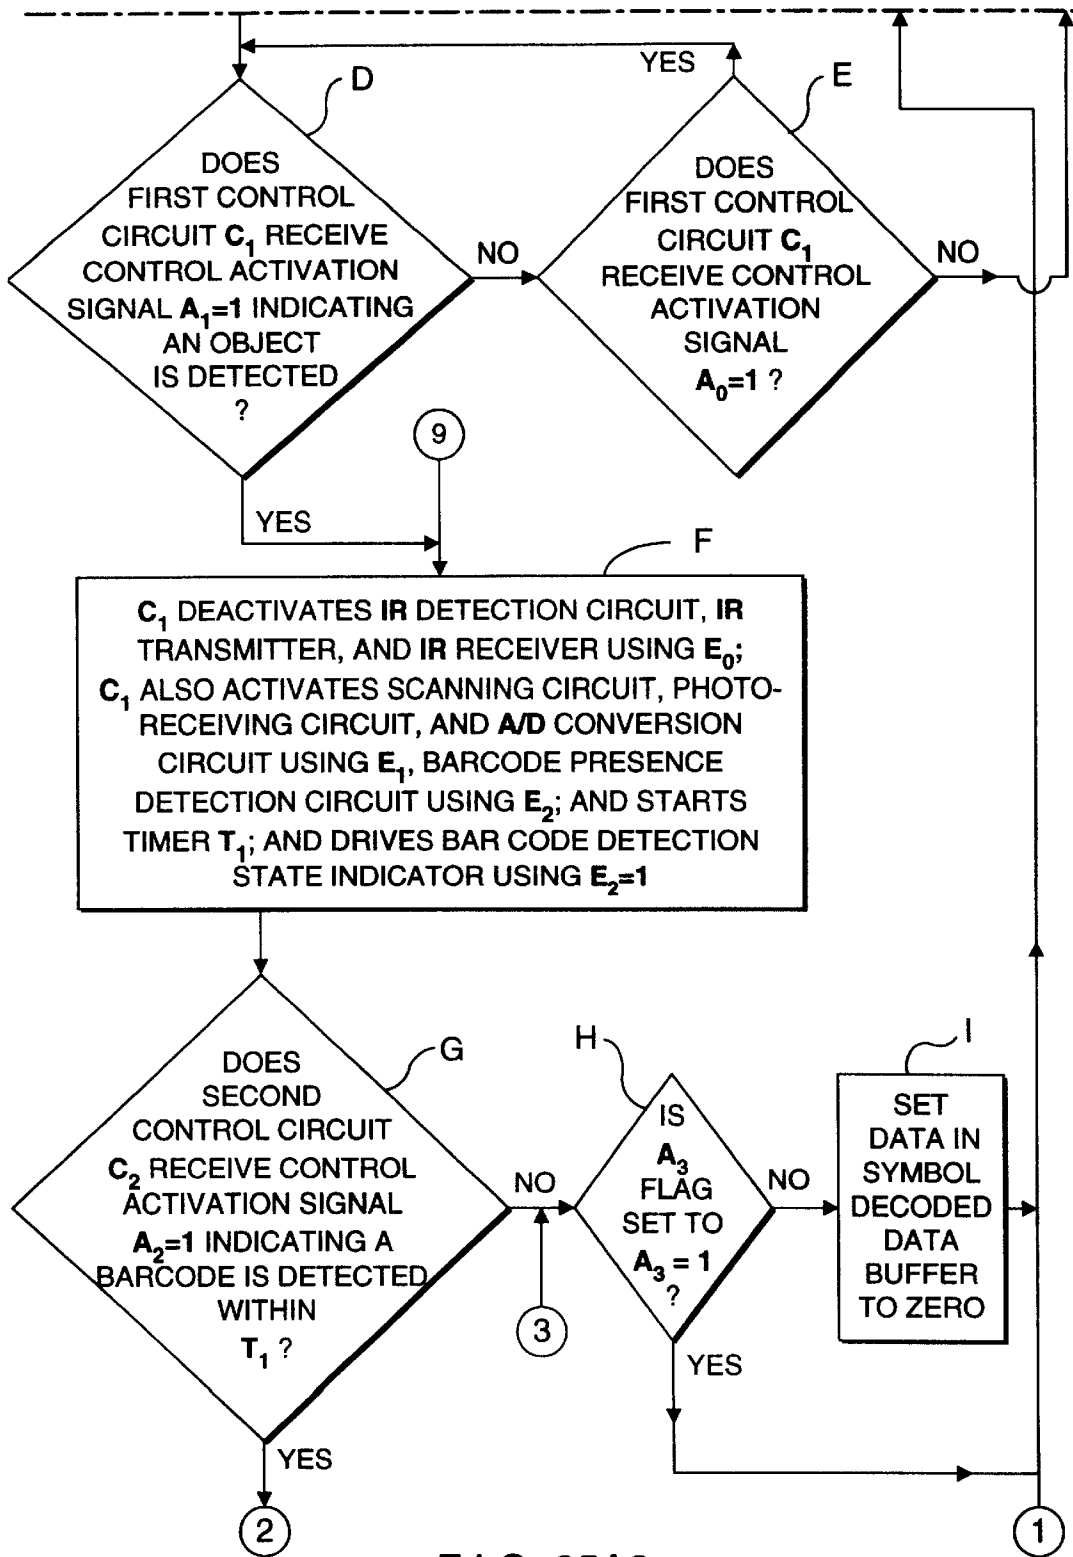 YES
D
E
DOES
FIRST CONTROL
CIRCUIT C1 RECEIVE
CONTROL ACTIVATION
SIGNAL A1=1 INDICATING
AN OBJECT
IS DETECTED
?
NO
DOES
FIRST CONTROL
CIRCUIT C1
RECEIVE CONTROL
ACTIVATION
SIGNAL
A0=1 ?
NO
9
YES
F
C1 DEACTIVATES IR DETECTION CIRCUIT, IR
TRANSMITTER, AND IR RECEIVER USING E0;
C1 ALSO ACTIVATES SCANNING CIRCUIT, PHOTO-
RECEIVING CIRCUIT, AND A/D CONVERSION
CIRCUIT USING E1, BARCODE PRESENCE
DETECTION CIRCUIT USING E2; AND STARTS
TIMER T1; AND DRIVES BAR CODE DETECTION
STATE INDICATOR USING E2=1
G
H
I
DOES
SECOND
CONTROL CIRCUIT
C2 RECEIVE CONTROL
ACTIVATION SIGNAL
A2=1 INDICATING A
BARCODE IS DETECTED
WITHIN
T1 ?
NO
3
IS
A3
FLAG
SET TO
A3 = 1
?
NO
SET
DATA IN
SYMBOL
DECODED
DATA
BUFFER
TO ZERO
YES
YES
2
1